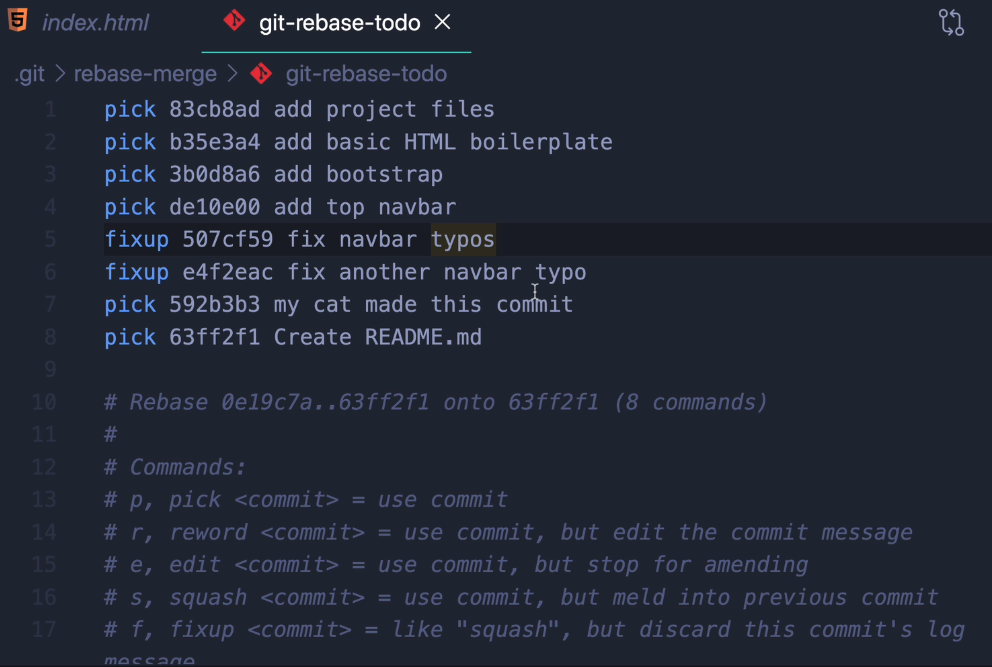 index.html
git-rebase-todo
.git > rebase-merge > git-rebase-todo
1 pick 83cb8ad add project files
2 pick b35e3a4 add basic HTML boilerplate
3 pick 3b0d8a6 add bootstrap
4 pick de10e00 add top navbar
5 fixup 507cf59 fix navbar typos
6 fixup e4f2eac fix another navbar typo
7 pick 592b3b3 my cat made this commit
8 pick 63ff2f1 Create README.md
9
10 # Rebase 0e19c7a..63ff2f1 onto 63ff2f1 (8 commands)
11 #
12 # Commands:
13 # p, pick <commit> = use commit
14 # r, reword <commit> = use commit, but edit the commit message
15 # e, edit <commit> = use commit, but stop for amending
16 # s, squash <commit> = use commit, but meld into previous commit
17 # f, fixup <commit> = like "squash", but discard this commit's log
message